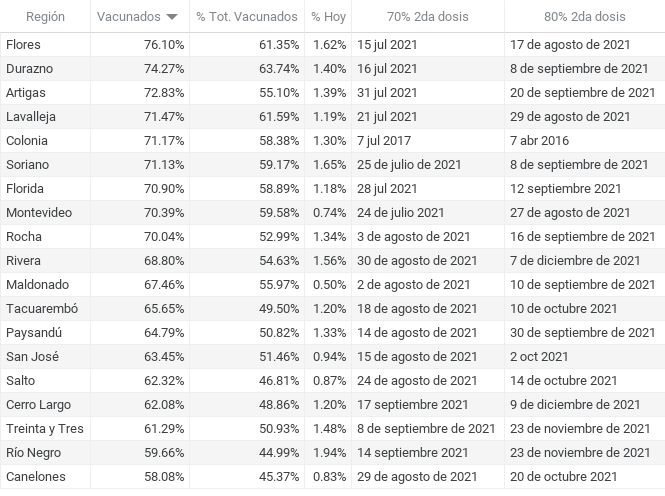 Región Vacunados % Tot. Vacunados % Hoy 70% 2da dosis 80% 2da dosis
Flores 76.10% 61.35% 1.62% 15 jul 2021 17 de agosto de 2021
Durazno 74.27% 63.74% 1.40% 16 jul 2021 8 de septiembre de 2021
Artigas 72.83% 55.10% 1.39% 31 jul 2021 20 de septiembre de 2021
Lavalleja 71.47% 61.59% 1.19% 21 jul 2021 29 de agosto de 2021
Colonia 71.17% 58.38% 1.30% 7 jul 2017 7 abr 2016
Soriano 71.13% 59.17% 1.65% 25 de julio de 2021 8 de septiembre de 2021
Florida 70.90% 58.89% 1.18% 28 jul 2021 12 septiembre 2021
Montevideo 70.39% 59.58% 0.74% 24 de julio 2021 27 de agosto de 2021
Rocha 70.04% 52.99% 1.34% 3 de agosto de 2021 16 de septiembre de 2021
Rivera 68.80% 54.63% 1.56% 30 de agosto de 2021 7 de diciembre de 2021
Maldonado 67.46% 55.97% 0.50% 2 de agosto de 2021 10 de septiembre de 2021
Tacuarembó 65.65% 49.50% 1.20% 18 de agosto de 2021 10 de octubre de 2021
Paysandú 64.79% 50.82% 1.33% 14 de agosto de 2021 30 de septiembre de 2021
San José 63.45% 51.46% 0.94% 15 de agosto de 2021 2 oct 2021
Salto 62.32% 46.81% 0.87% 24 de agosto de 2021 14 de octubre de 2021
Cerro Largo 62.08% 48.86% 1.20% 17 septiembre 2021 9 de diciembre de 2021
Treinta y Tres 61.29% 50.93% 1.48% 8 de septiembre de 2021 23 de noviembre de 2021
Río Negro 59.66% 44.99% 1.94% 14 septiembre 2021 23 de noviembre de 2021
Canelones 58.08% 45.37% 0.83% 29 de agosto de 2021 20 de octubre de 2021